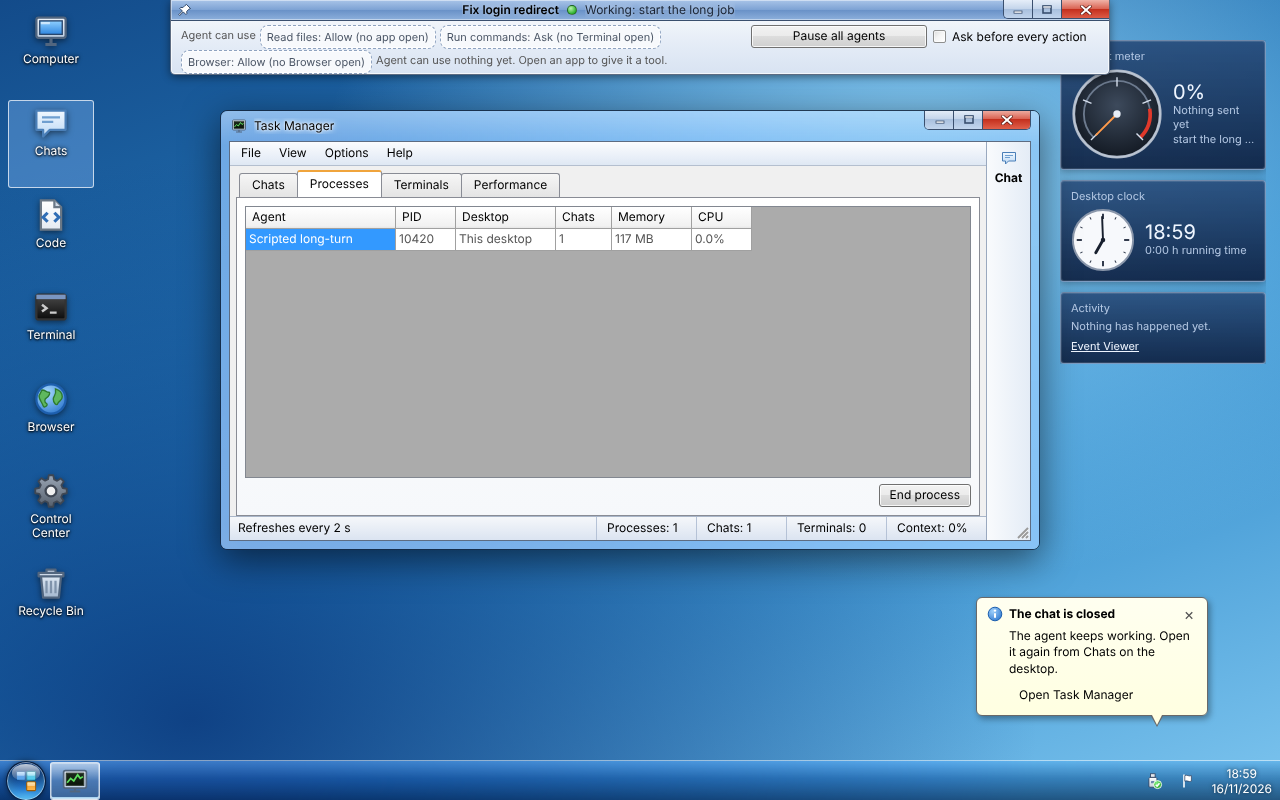 Fix login redirect Working: start the long job
Agent can use Read files: Allow (no app open) Run commands: Ask (no Terminal open)
Browser: Allow (no Browser open) Agent can use nothing yet. Open an app to give it a tool.
Pause all agents Ask before every action
Computer
Chats
Code
Terminal
Browser
Control
Center
Recycle Bin
Task Manager
File View Options Help
Chats Processes Terminals Performance
Agent PID Desktop Chats Memory CPU
Scripted long-turn 10420 This desktop 1 117 MB 0.0%
End process
Refreshes every 2 s Processes: 1 Chats: 1 Terminals: 0 Context: 0%
Chat
meter
0%
Nothing sent
yet
start the long ...
Desktop clock
18:59
0:00 h running time
Activity
Nothing has happened yet.
Event Viewer
The chat is closed
The agent keeps working. Open
it again from Chats on the
desktop.
Open Task Manager
18:59
16/11/2026